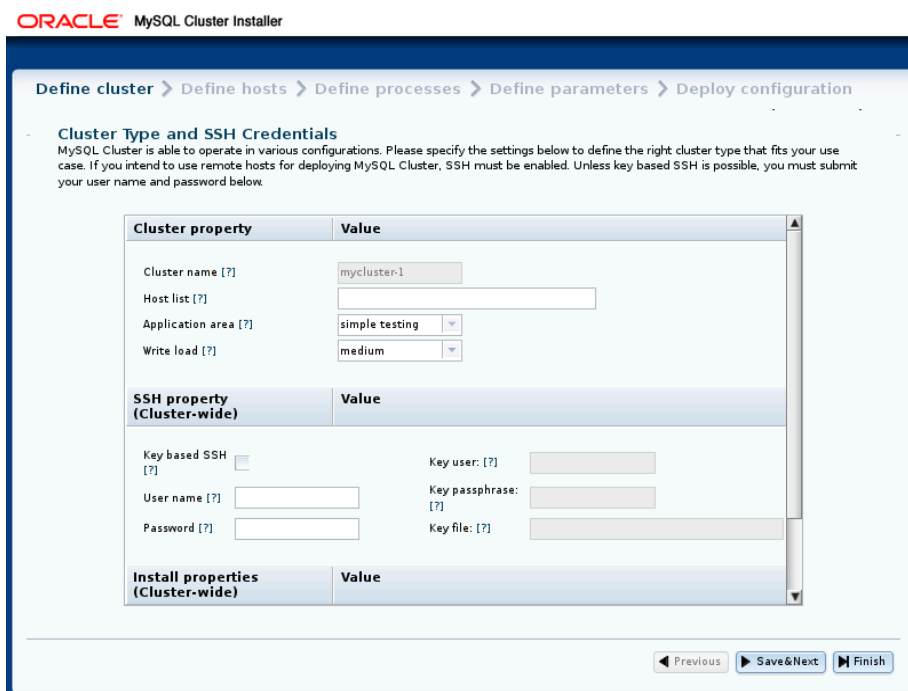 ORACLE® MySQL Cluster Installer
Define cluster > Define hosts > Define processes > Define parameters > Deploy configuration
Cluster Type and SSH Credentials
MySQL Cluster is able to operate in various configurations. Please specify the settings below to define the right cluster type that fits your use
case. If you intend to use remote hosts for deploying MySQL Cluster, SSH must be enabled. Unless key based SSH is possible, you must submit
your user name and password below.
Cluster property Value
Cluster name [?] mycluster-1
Host list [?]
Application area [?] simple testing
Write load [?] medium
SSH property
(Cluster-wide) Value
Key based SSH
[?]
Key user: [?]
User name [?]
Key passphrase:
[?]
Password [?]
Key file: [?]
Install properties
(Cluster-wide) Value
Previous Save&Next Finish